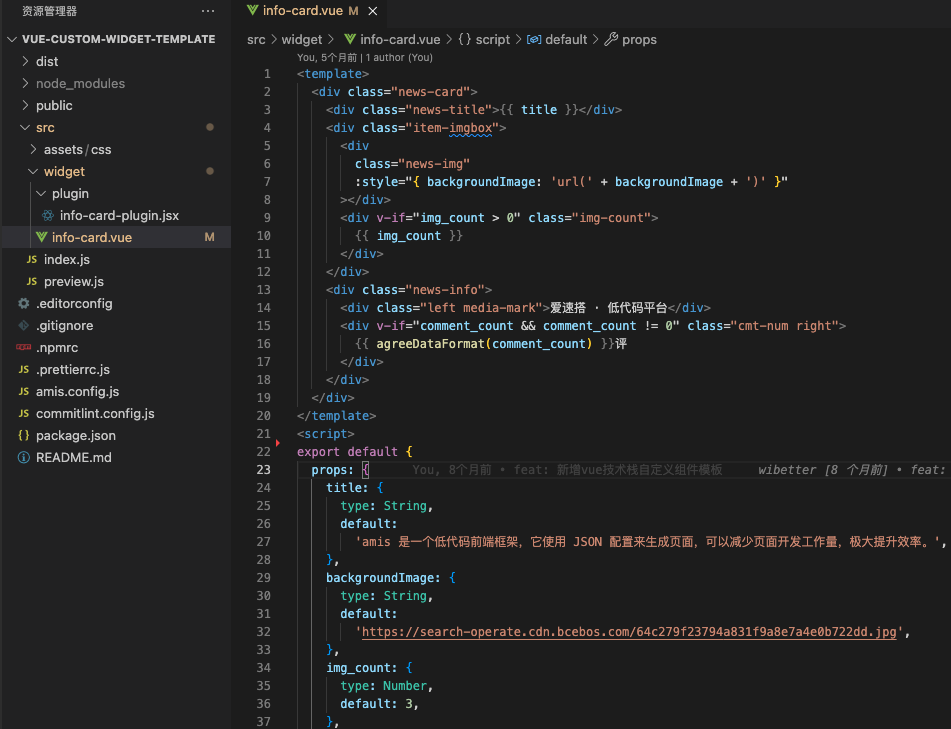 资源管理器
···
VUE-CUSTOM-WIDGET-TEMPLATE
dist
node_modules
public
src
assets/css
widget
plugin
info-card-plugin.jsx
info-card.vue M
JS index.js
JS preview.js
.editorconfig
.gitignore
npm .npmrc
JS .prettierrc.js
JS amis.config.js
JS commitlint.config.js
{} package.json
README.md
info-card.vue M ×
src > widget > info-card.vue > {} script > default > props
You, 5个月前 | 1 author (You)
1 <template>
2 <div class="news-card">
3 <div class="news-title">{{ title }}</div>
4 <div class="item-imgbox">
5 <div
6 class="news-img"
7 :style="{ backgroundImage: 'url(' + backgroundImage + ')' }"
8 ></div>
9 <div v-if="img_count > 0" class="img-count">
10 {{ img_count }}
11 </div>
12 </div>
13 <div class="news-info">
14 <div class="left media-mark">爱速搭 · 低代码平台</div>
15 <div v-if="comment_count && comment_count != 0" class="cmt-num right">
16 {{ agreeDataFormat(comment_count) }}评
17 </div>
18 </div>
19 </div>
20 </template>
21 <script>
22 export default {
23 props: { You, 8个月前 • feat: 新增vue技术栈自定义组件模板 wibetter [8 个月前] • feat:
24 title: {
25 type: String,
26 default:
27 'amis 是一个低代码前端框架，它使用 JSON 配置来生成页面，可以减少页面开发工作量，极大提升效率。',
28 },
29 backgroundImage: {
30 type: String,
31 default:
32 'https://search-operate.cdn.bcebos.com/64c279f23794a831f9a8e7a4e0b722dd.jpg',
33 },
34 img_count: {
35 type: Number,
36 default: 3,
37 },